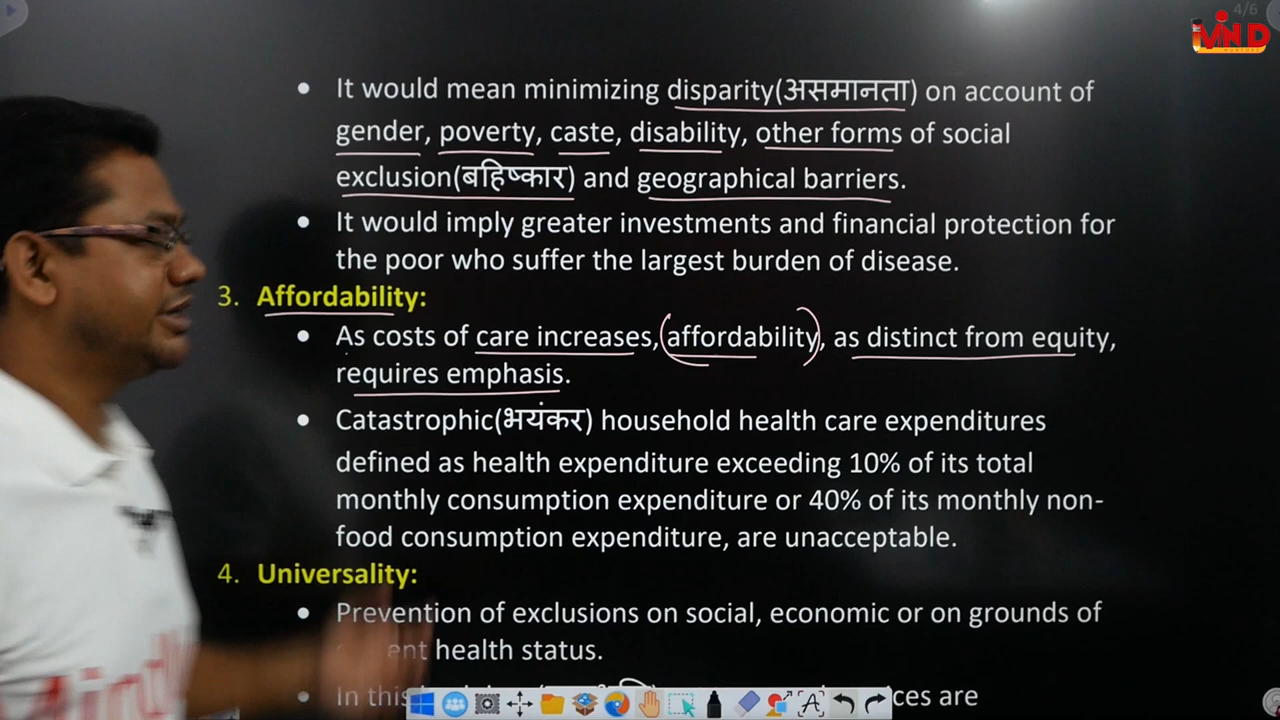 4/6
MIND
• It would mean minimizing disparity(असमानता) on account of
gender, poverty, caste, disability, other forms of social
exclusion(बहिष्कार) and geographical barriers.
• It would imply greater investments and financial protection for
the poor who suffer the largest burden of disease.
3. Affordability:
• As costs of care increases, affordability, as distinct from equity,
requires emphasis.
• Catastrophic(भयंकर) household health care expenditures
defined as health expenditure exceeding 10% of its total
monthly consumption expenditure or 40% of its monthly non-
food consumption expenditure, are unacceptable.
4. Universality:
• Prevention of exclusions on social, economic or on grounds of
health status.
• In this are